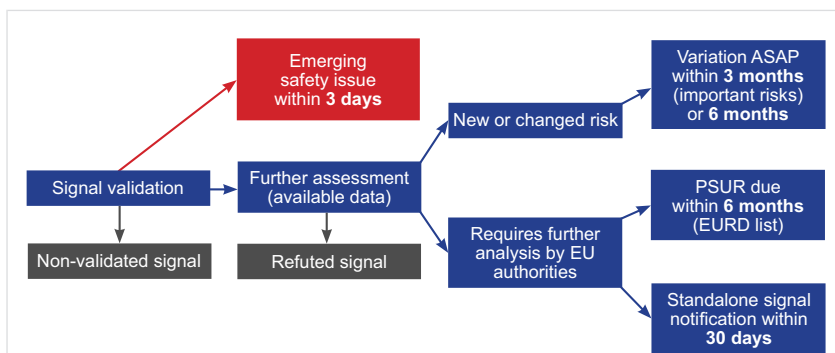 Emerging
safety issue
within 3 days
Variation ASAP
within 3 months
(important risks)
or 6 months
New or changed risk
Signal validation
Further assessment
(available data)
PSUR due
within 6 months
(EURD list)
Requires further
analysis by EU
authorities
Non-validated signal
Refuted signal
Standalone signal
notification within
30 days